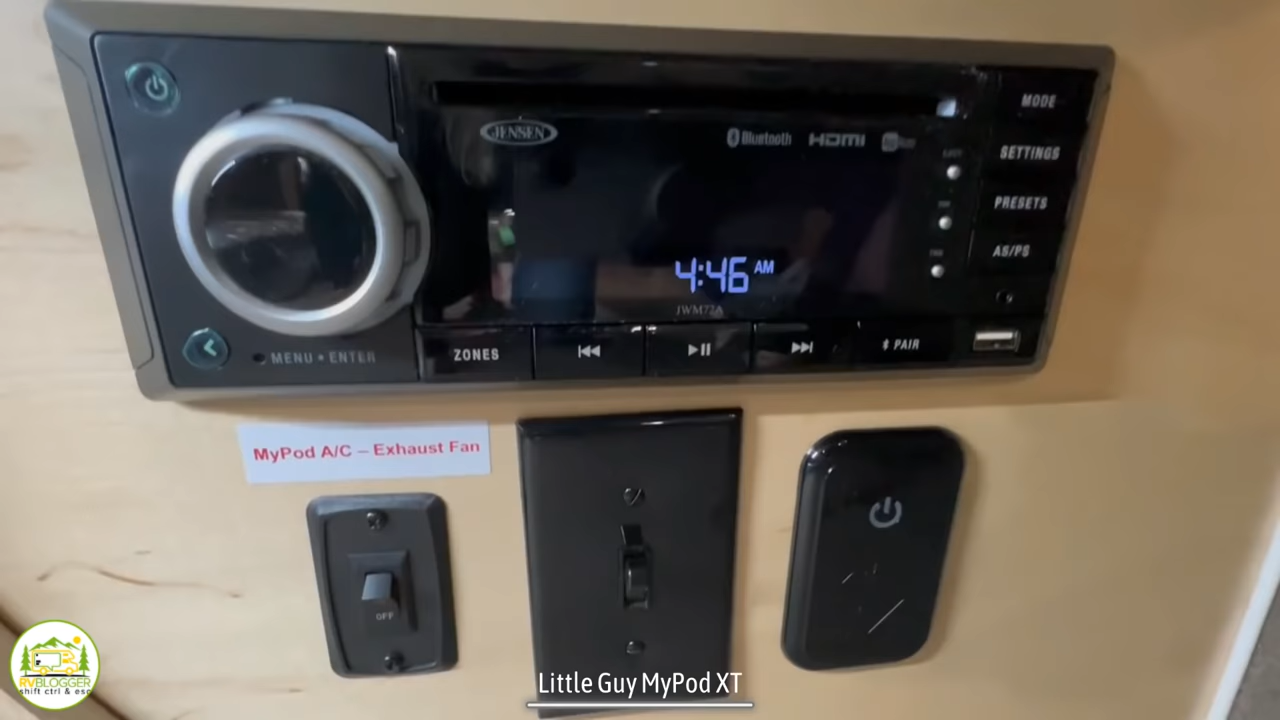 JENSEN
Bluetooth
HDMI
MODE
SETTINGS
PRESETS
AS/PS
EJECT
4:46 AM
JWM72A
MENU • ENTER
ZONES
PAIR
MyPod A/C – Exhaust Fan
OFF
RVBLOGGER
shift ctrl & esc
Little Guy MyPod XT